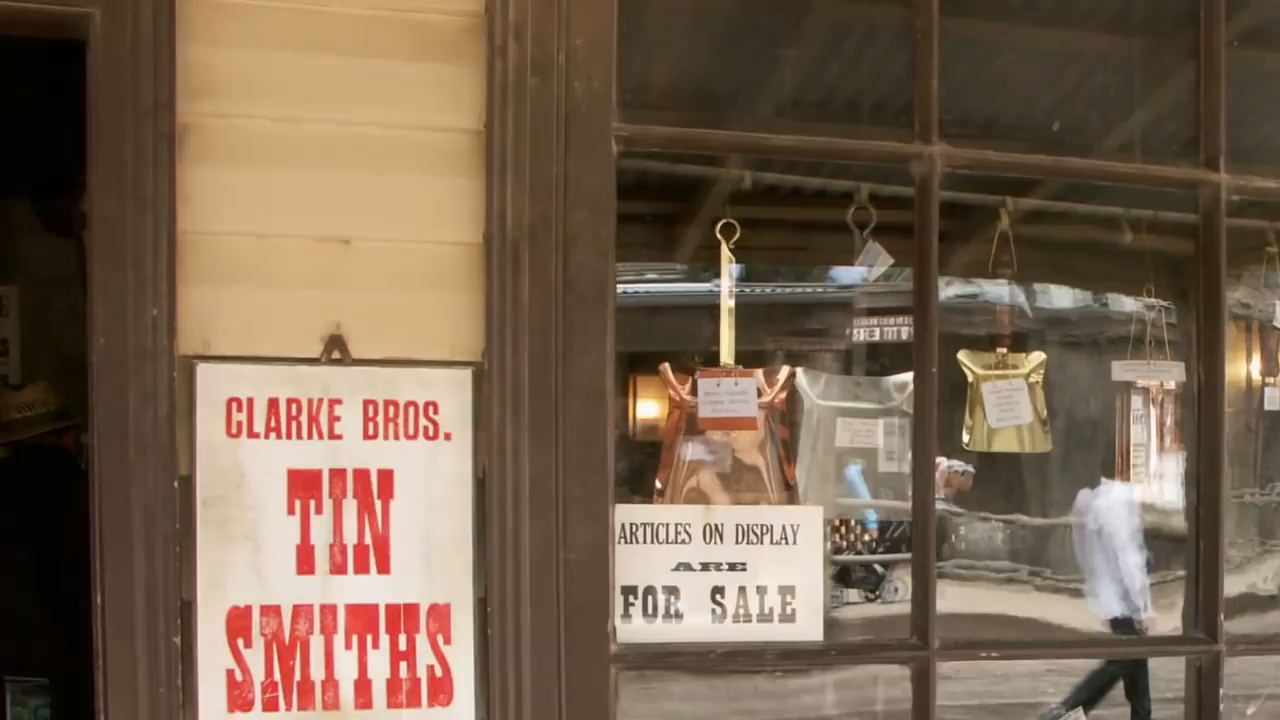 CLARKE BROS.
TIN
SMITHS
ARTICLES ON DISPLAY
ARE
FOR SALE